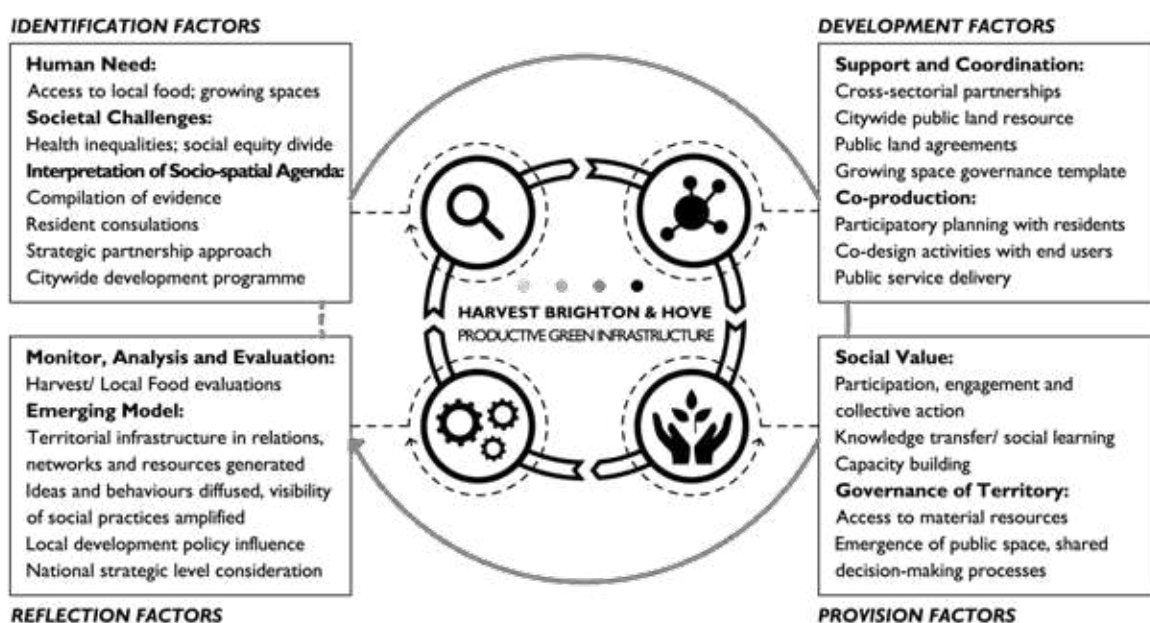 IDENTIFICATION FACTORS
Human Need:
Access to local food; growing spaces
Societal Challenges:
Health inequalities; social equity divide
Interpretation of Socio-spatial Agenda:
Compilation of evidence
Resident consulations
Strategic partnership approach
Citywide development programme
DEVELOPMENT FACTORS
Support and Coordination:
Cross-sectorial partnerships
Citywide public land resource
Public land agreements
Growing space governance template
Co-production:
Participatory planning with residents
Co-design activities with end users
Public service delivery
HARVEST BRIGHTON & HOVE
PRODUCTIVE GREEN INFRASTRUCTURE
Monitor, Analysis and Evaluation:
Harvest/ Local Food evaluations
Emerging Model:
Territorial infrastructure in relations,
networks and resources generated
Ideas and behaviours diffused, visibility
of social practices amplified
Local development policy influence
National strategic level consideration
REFLECTION FACTORS
Social Value:
Participation, engagement and
collective action
Knowledge transfer/ social learning
Capacity building
Governance of Territory:
Access to material resources
Emergence of public space, shared
decision-making processes
PROVISION FACTORS